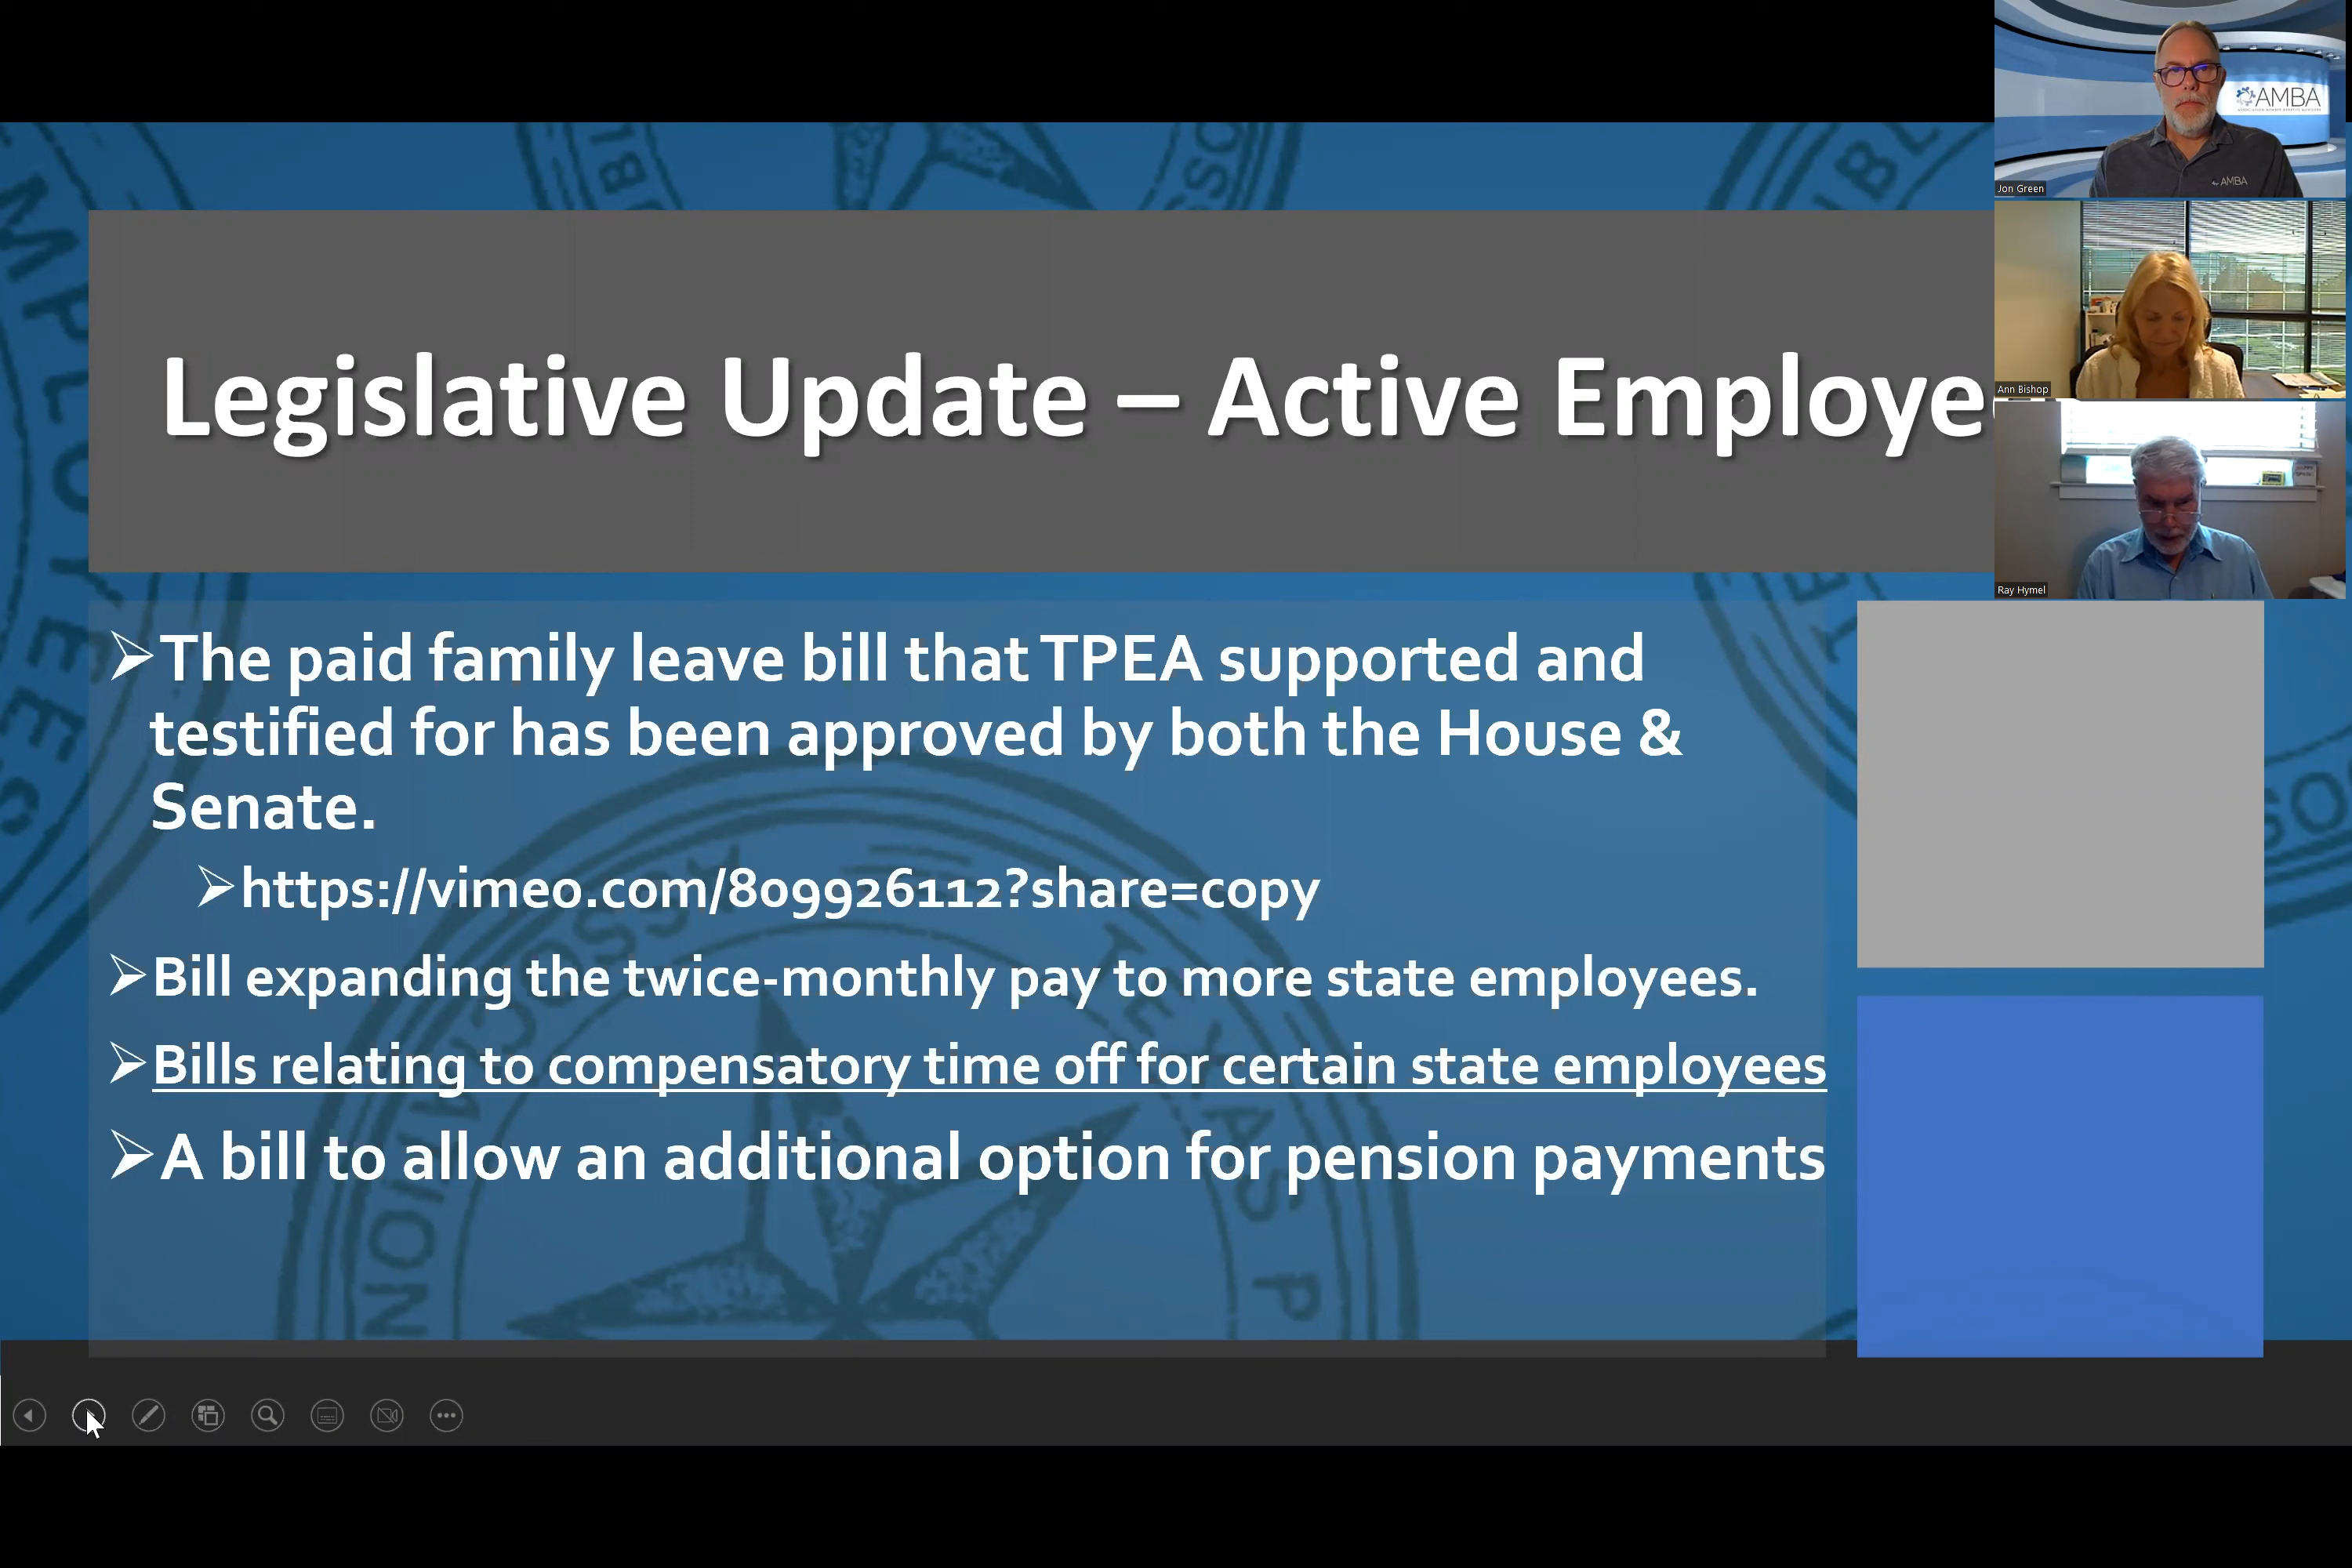 AMBA
AMBA
Jon Green
Ann Bishop
Ray Hymel
Legislative Update – Active Employe
➢The paid family leave bill that TPEA supported and
testified for has been approved by both the House &
Senate.
➢https://vimeo.com/809926112?share=copy
➢Bill expanding the twice-monthly pay to more state employees.
➢Bills relating to compensatory time off for certain state employees
➢A bill to allow an additional option for pension payments
TEXAS P